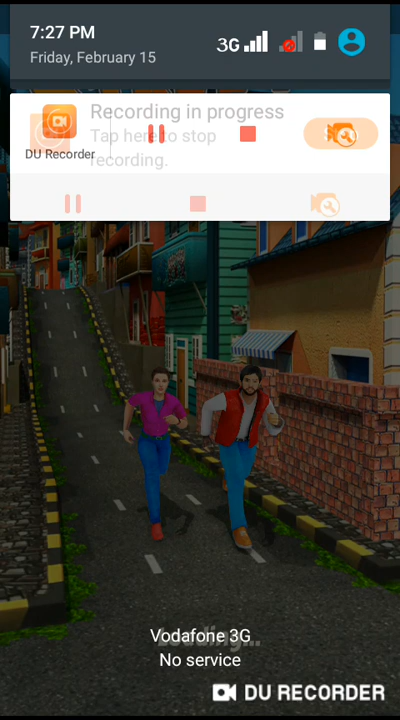 7:27 PM
Friday, February 15
3G
Recording in progress
Tap here to stop
recording.
DU Recorder
Loading...
Vodafone 3G
No service
DU RECORDER